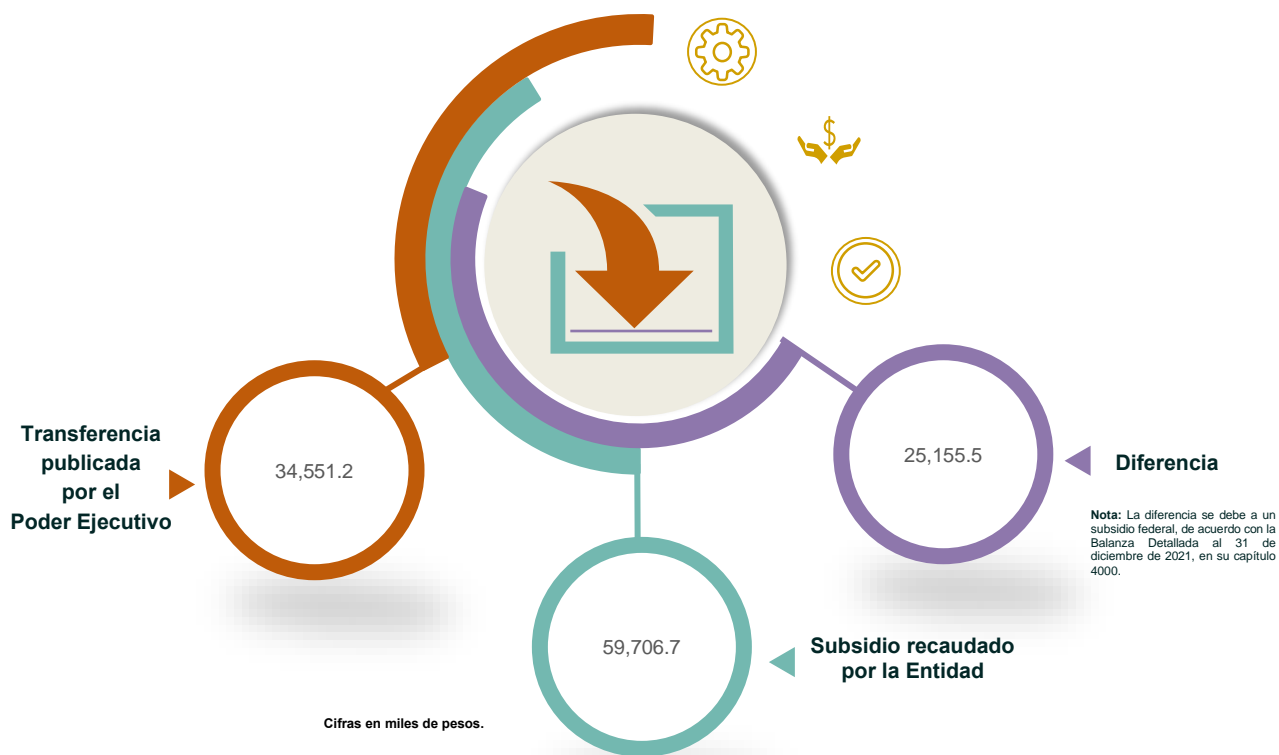 Transferencia
publicada
por el
Poder Ejecutivo
34,551.2
25,155.5
Diferencia
Nota: La diferencia se debe a un
subsidio federal, de acuerdo con la
Balanza Detallada al 31 de
diciembre de 2021, en su capítulo
4000.
59,706.7
Subsidio recaudado
por la Entidad
Cifras en miles de pesos.
$